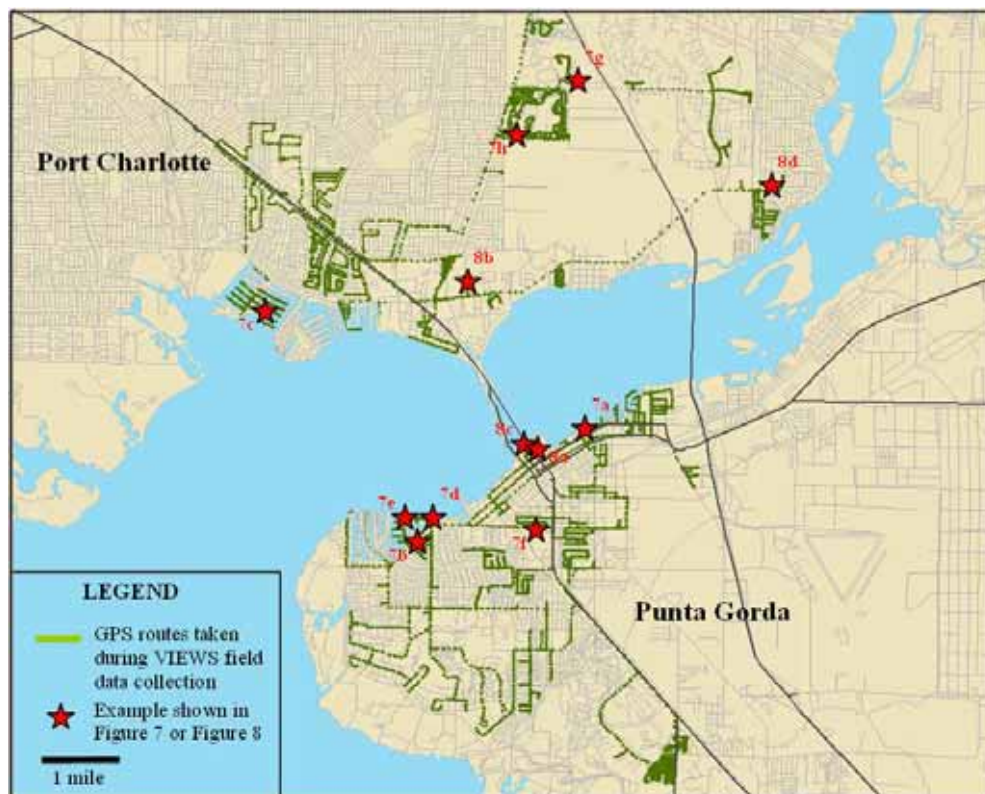 7g
7h
Port Charlotte
8d
8b
7c
7a
8c
8a
7e
7d
7b
7f
Punta Gorda
LEGEND
GPS routes taken
during VIEWS field
data collection
Example shown in
Figure 7 or Figure 8
1 mile